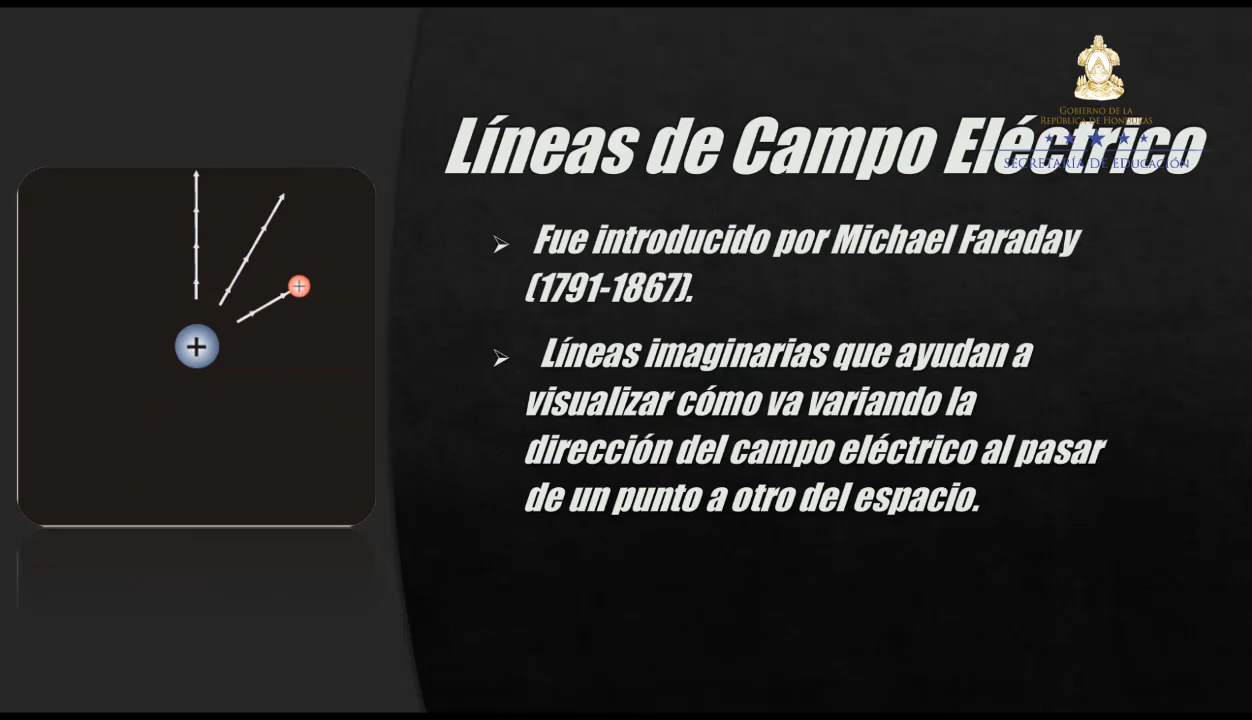 GOBIERNO DE LA
REPÚBLICA DE HONDURAS
Líneas de Campo Eléctrico
SECRETARÍA DE EDUCACIÓN
➢ Fue introducido por Michael Faraday
(1791-1867).
➢ Líneas imaginarias que ayudan a
visualizar cómo va variando la
dirección del campo eléctrico al pasar
de un punto a otro del espacio.
+
+